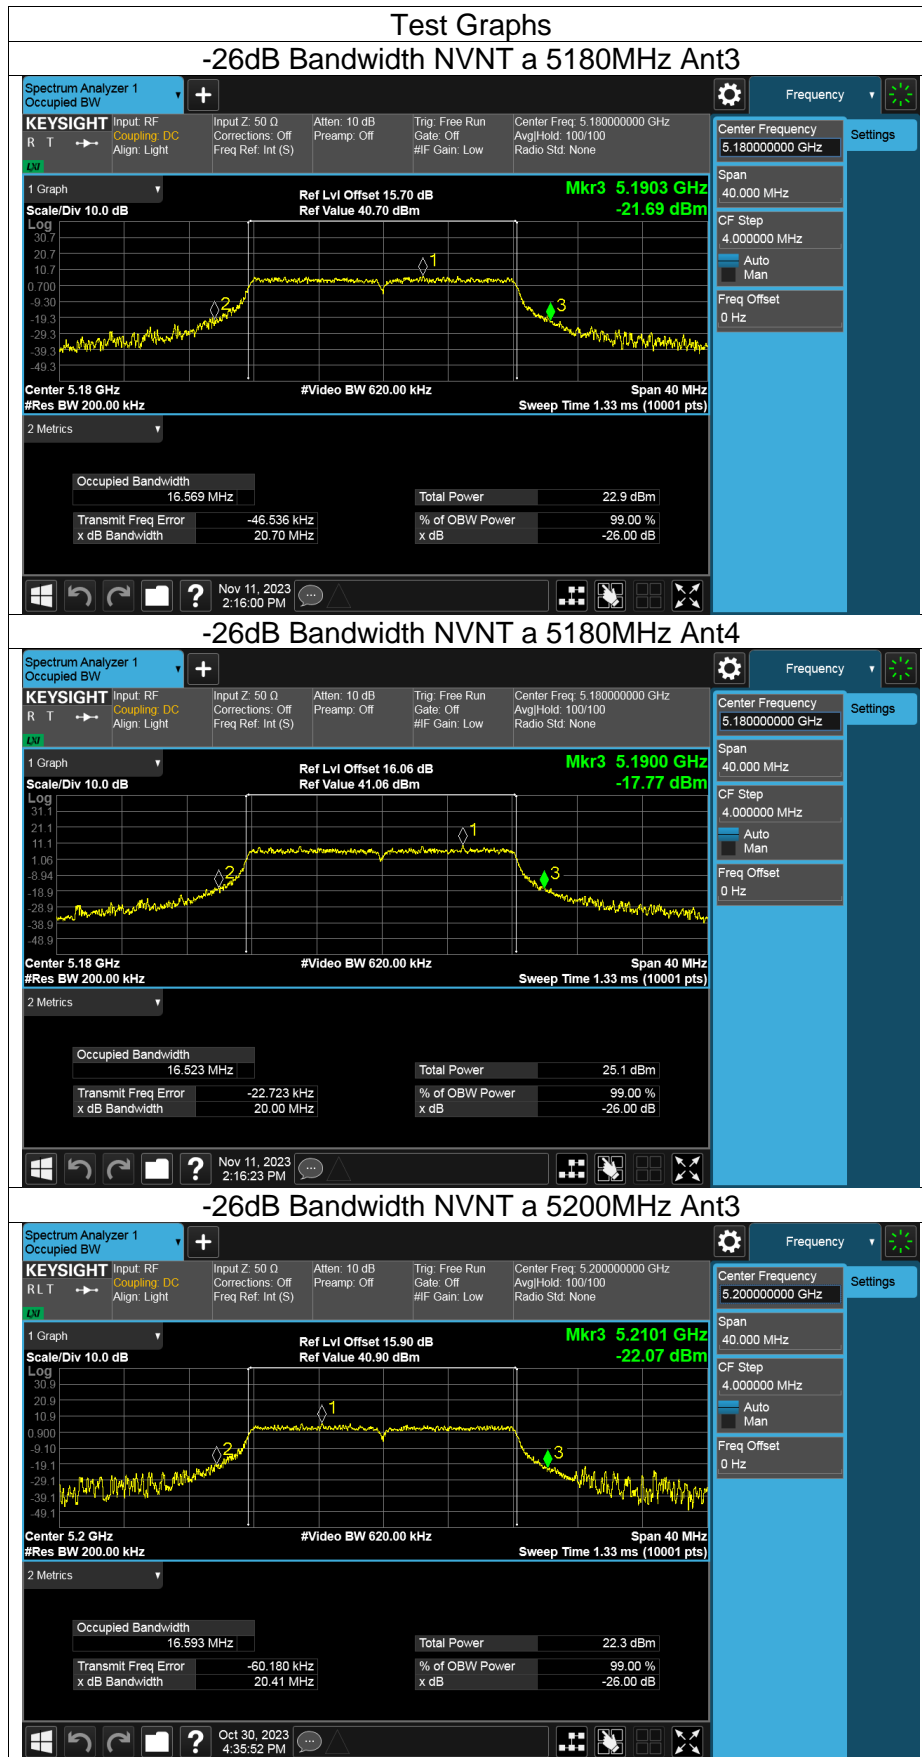 Test Graphs
-26dB Bandwidth NVNT a 5180MHz Ant3
Spectrum Analyzer 1
Occupied BW
+
Frequency
KEYSIGHT
R T
LXI
Input: RF
Coupling: DC
Align: Light
Input Z: 50 Ω
Corrections: Off
Freq Ref: Int (S)
Atten: 10 dB
Preamp: Off
Trig: Free Run
Gate: Off
#IF Gain: Low
Center Freq: 5.180000000 GHz
Avg|Hold: 100/100
Radio Std: None
Center Frequency
5.180000000 GHz
Settings
Span
40.000 MHz
CF Step
4.000000 MHz
Auto
Man
Freq Offset
0 Hz
1 Graph
Scale/Div 10.0 dB
Ref Lvl Offset 15.70 dB
Ref Value 40.70 dBm
Mkr3 5.1903 GHz
-21.69 dBm
Log
30.7
20.7
10.7
0.700
-9.30
-19.3
-29.3
-39.3
-49.3
1
2
3
Center 5.18 GHz
#Res BW 200.00 kHz
#Video BW 620.00 kHz
Span 40 MHz
Sweep Time 1.33 ms (10001 pts)
2 Metrics
Occupied Bandwidth
16.569 MHz
Total Power 22.9 dBm
Transmit Freq Error -46.536 kHz
x dB Bandwidth 20.70 MHz
% of OBW Power 99.00 %
x dB -26.00 dB
?
Nov 11, 2023
2:16:00 PM
-26dB Bandwidth NVNT a 5180MHz Ant4
Spectrum Analyzer 1
Occupied BW
+
Frequency
KEYSIGHT
R T
LXI
Input: RF
Coupling: DC
Align: Light
Input Z: 50 Ω
Corrections: Off
Freq Ref: Int (S)
Atten: 10 dB
Preamp: Off
Trig: Free Run
Gate: Off
#IF Gain: Low
Center Freq: 5.180000000 GHz
Avg|Hold: 100/100
Radio Std: None
Center Frequency
5.180000000 GHz
Settings
Span
40.000 MHz
CF Step
4.000000 MHz
Auto
Man
Freq Offset
0 Hz
1 Graph
Scale/Div 10.0 dB
Ref Lvl Offset 16.06 dB
Ref Value 41.06 dBm
Mkr3 5.1900 GHz
-17.77 dBm
Log
31.1
21.1
11.1
1.06
-8.94
-18.9
-28.9
-38.9
-48.9
1
2
3
Center 5.18 GHz
#Res BW 200.00 kHz
#Video BW 620.00 kHz
Span 40 MHz
Sweep Time 1.33 ms (10001 pts)
2 Metrics
Occupied Bandwidth
16.523 MHz
Total Power 25.1 dBm
Transmit Freq Error -22.723 kHz
x dB Bandwidth 20.00 MHz
% of OBW Power 99.00 %
x dB -26.00 dB
?
Nov 11, 2023
2:16:23 PM
-26dB Bandwidth NVNT a 5200MHz Ant3
Spectrum Analyzer 1
Occupied BW
+
Frequency
KEYSIGHT
R L T
LXI
Input: RF
Coupling: DC
Align: Light
Input Z: 50 Ω
Corrections: Off
Freq Ref: Int (S)
Atten: 10 dB
Preamp: Off
Trig: Free Run
Gate: Off
#IF Gain: Low
Center Freq: 5.200000000 GHz
Avg|Hold: 100/100
Radio Std: None
Center Frequency
5.200000000 GHz
Settings
Span
40.000 MHz
CF Step
4.000000 MHz
Auto
Man
Freq Offset
0 Hz
1 Graph
Scale/Div 10.0 dB
Ref Lvl Offset 15.90 dB
Ref Value 40.90 dBm
Mkr3 5.2101 GHz
-22.07 dBm
Log
30.9
20.9
10.9
0.900
-9.10
-19.1
-29.1
-39.1
-49.1
1
2
3
Center 5.2 GHz
#Res BW 200.00 kHz
#Video BW 620.00 kHz
Span 40 MHz
Sweep Time 1.33 ms (10001 pts)
2 Metrics
Occupied Bandwidth
16.593 MHz
Total Power 22.3 dBm
Transmit Freq Error -60.180 kHz
x dB Bandwidth 20.41 MHz
% of OBW Power 99.00 %
x dB -26.00 dB
?
Oct 30, 2023
4:35:52 PM